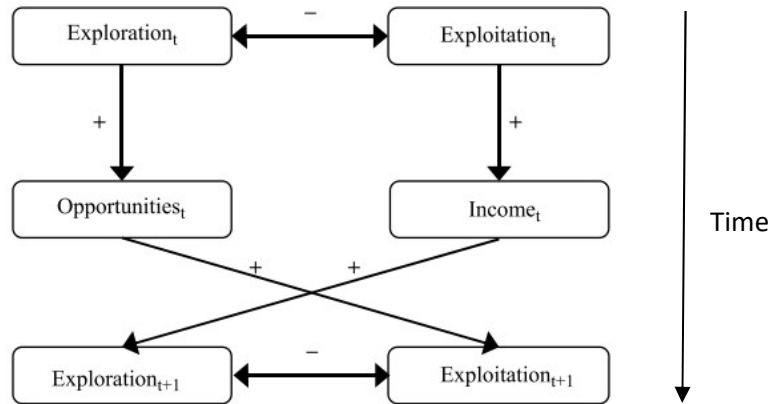 −
Exploration_t
Exploitation_t
+
+
Opportunities_t
Income_t
Time
+
+
−
Exploration_t+1
Exploitation_t+1